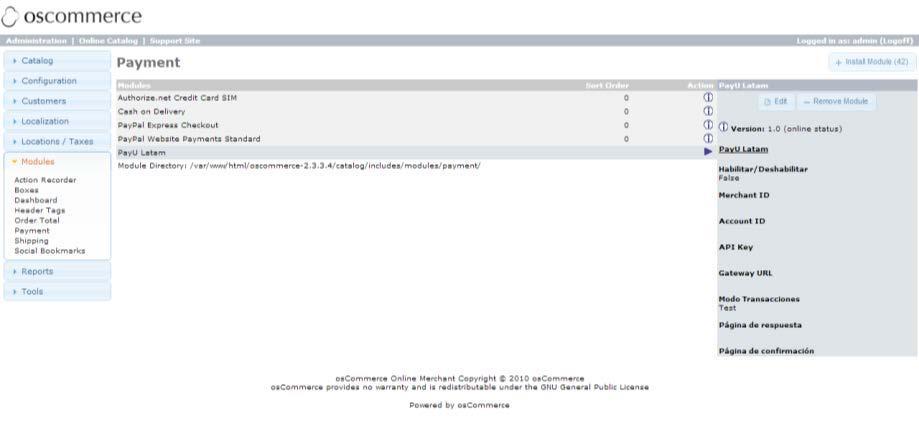 oscommerce
Administration | Online Catalog | Support Site
Logged in as: admin (Logoff)
Catalog
Configuration
Customers
Localization
Locations / Taxes
Modules
Action Recorder
Boxes
Dashboard
Header Tags
Order Total
Payment
Shipping
Social Bookmarks
Reports
Tools
Payment
+ Install Module (42)
Modules Sort Order Action
Authorize.net Credit Card SIM 0
Cash on Delivery 0
PayPal Express Checkout 0
PayPal Website Payments Standard 0
PayU Latam
Module Directory: /var/www/html/oscommerce-2.3.3.4/catalog/includes/modules/payment/
PayU Latam
Edit
− Remove Module
Version: 1.0 (online status)
PayU Latam
Habilitar/Deshabilitar
False
Merchant ID
Account ID
API Key
Gateway URL
Modo Transacciones
Test
Página de respuesta
Página de confirmación
osCommerce Online Merchant Copyright © 2010 osCommerce
osCommerce provides no warranty and is redistributable under the GNU General Public License
Powered by osCommerce